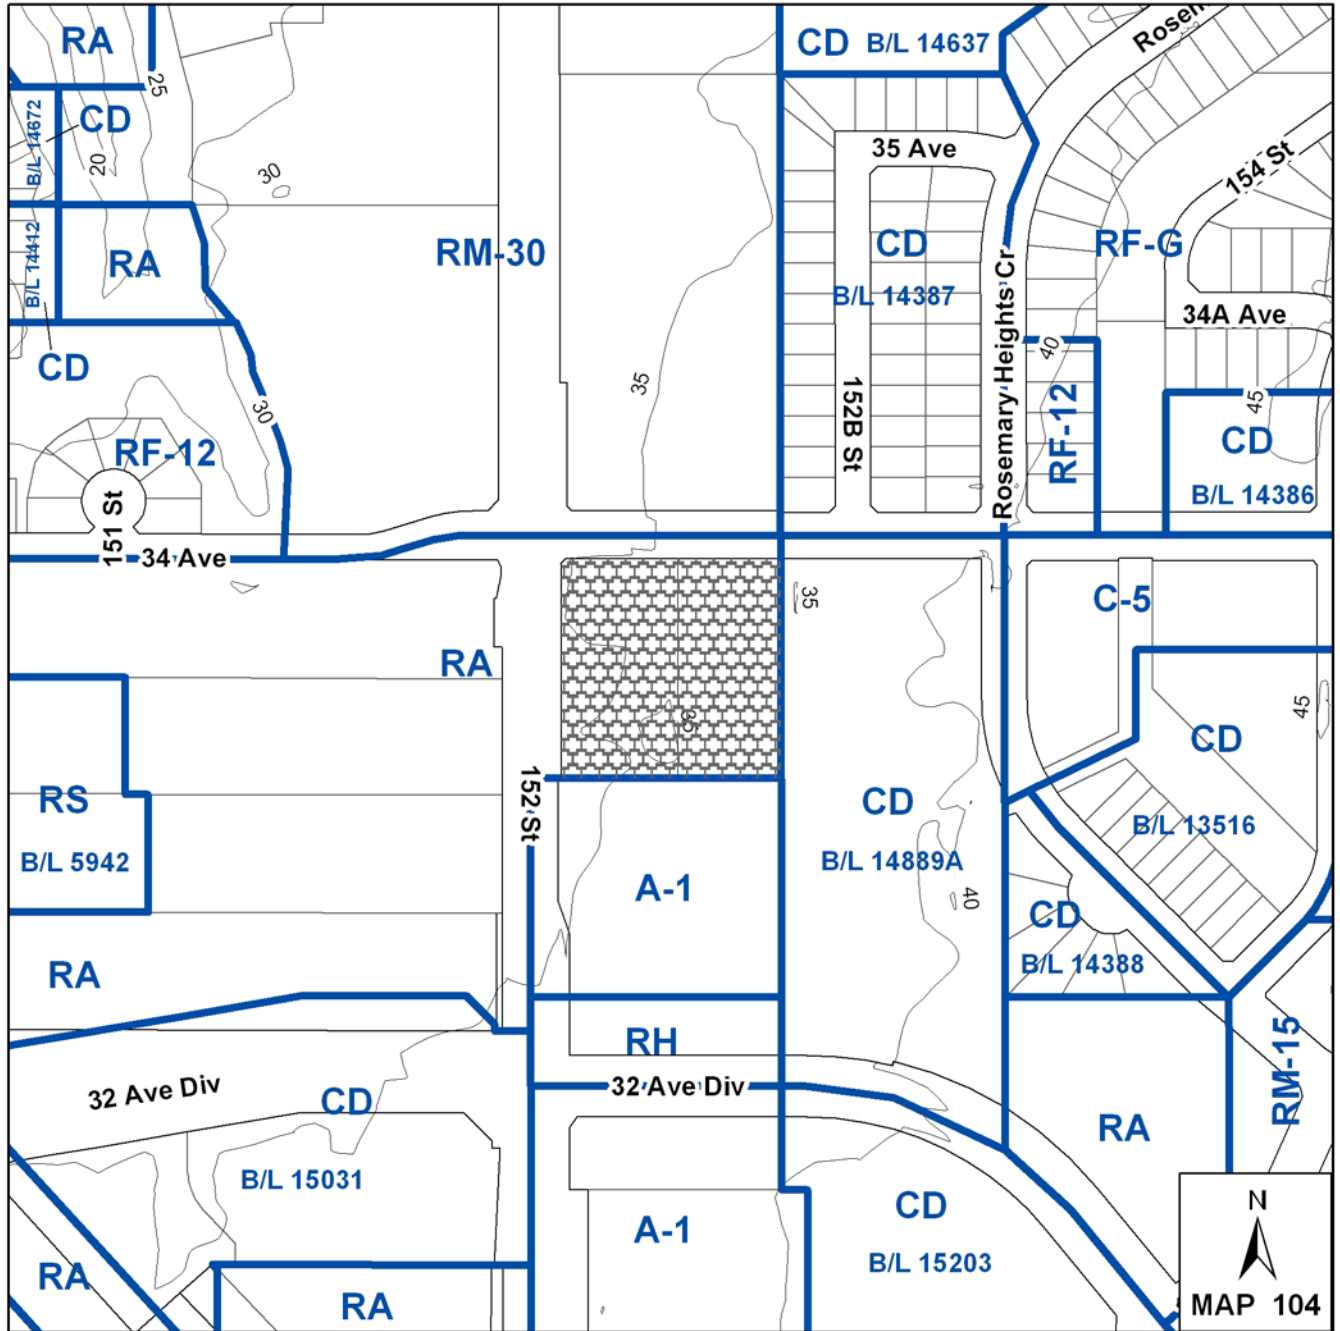 RA
CD B/L 14637
Rosem
25
B/L 14672
CD
20
30
35 Ave
154 St
B/L 14412
RA
RM-30
CD
B/L 14387
RF-G
Rosemary Heights Cr
34A Ave
CD
35
40
152B St
RF-12
45
CD
B/L 14386
30
RF-12
151 St
34 Ave
35
C-5
RA
35
45
CD
152 St
RS
CD
B/L 13516
B/L 5942
B/L 14889A
A-1
40
CD
B/L 14388
RA
RH
RM-15
32 Ave Div
32 Ave Div
CD
RA
B/L 15031
A-1
CD
B/L 15203
RA
RA
N
MAP 104